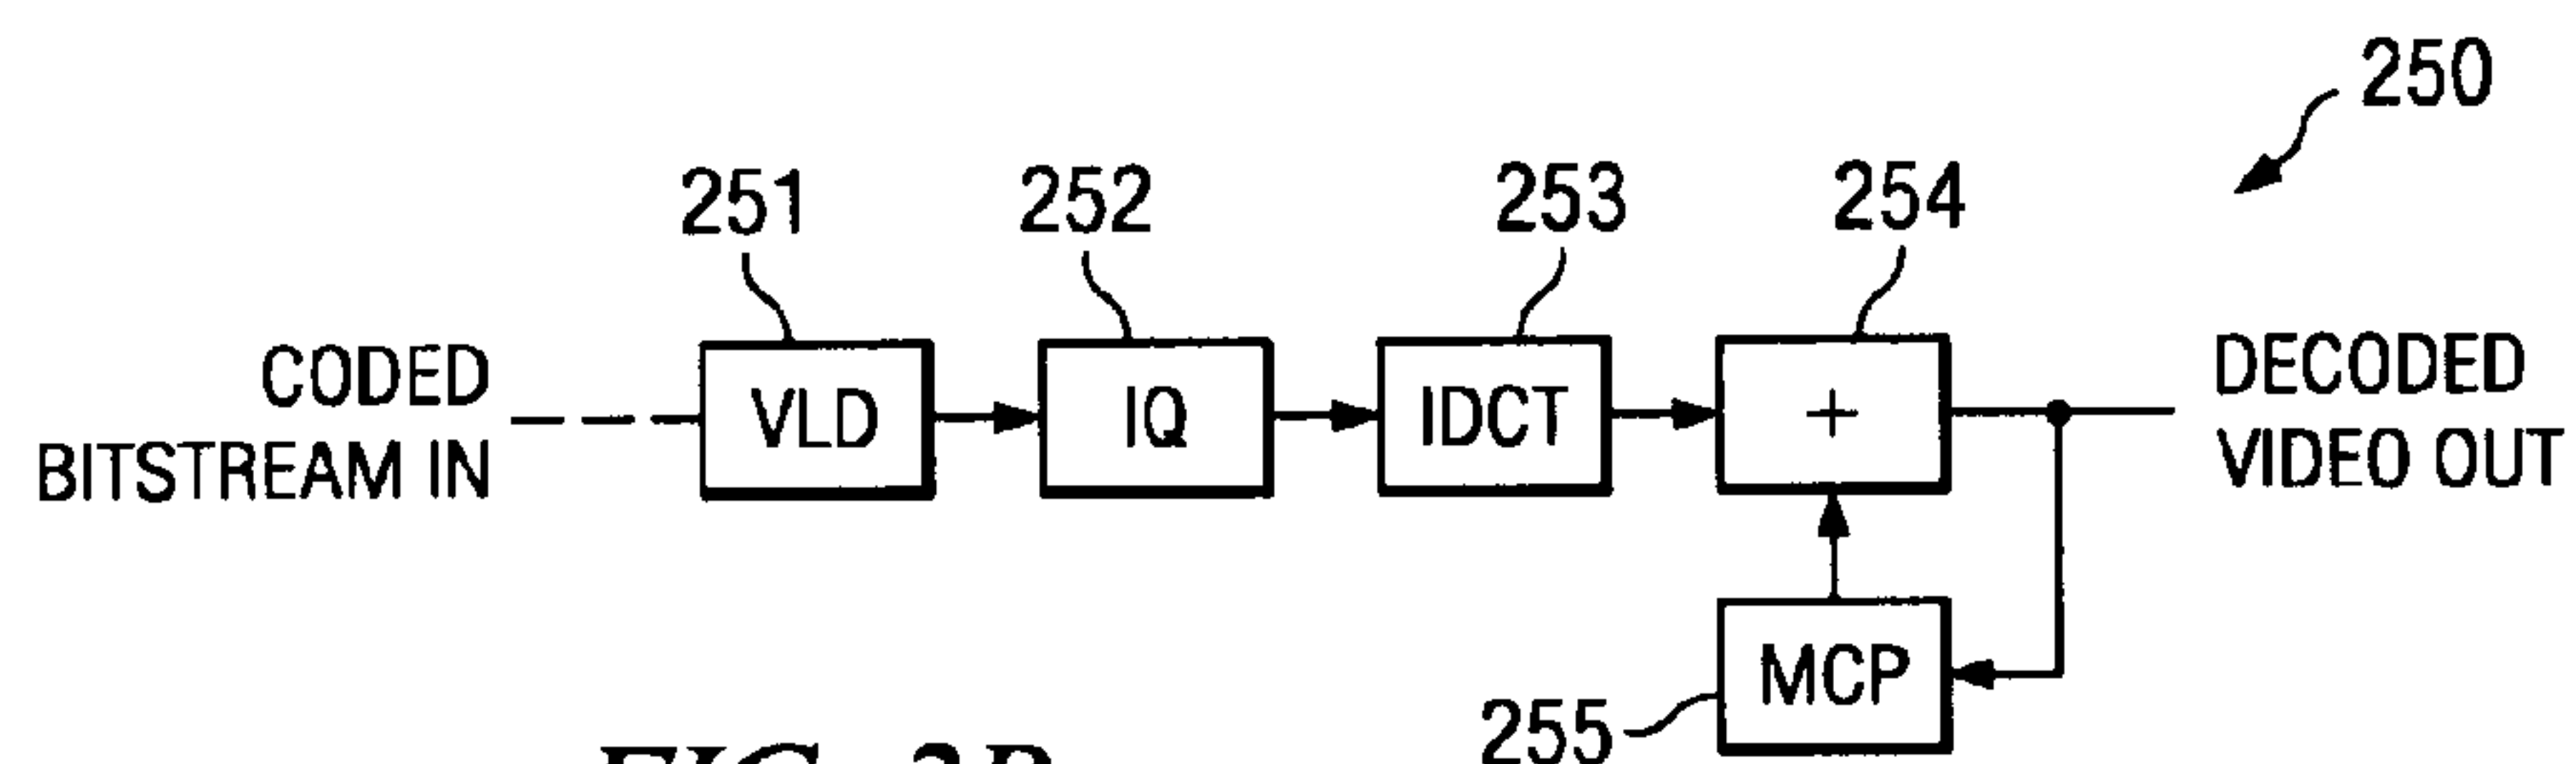 250
251
252
253
254
CODED
BITSTREAM IN
VLD
IQ
IDCT
+
DECODED
VIDEO OUT
MCP
255